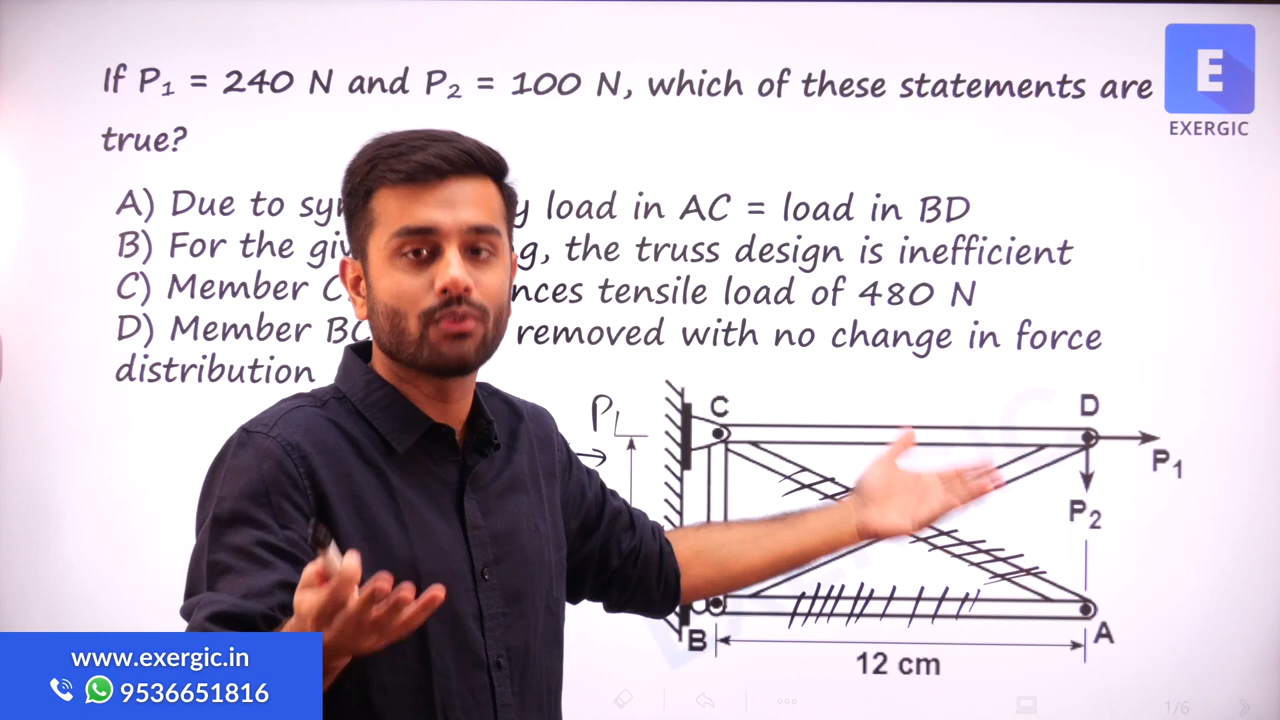 If P₁ = 240 N and P₂ = 100 N, which of these statements are
true?
E
EXERGIC
A) Due to y load in AC = load in BD
B) For the g, the truss design is inefficient
C) Member nces tensile load of 480 N
D) Member BC removed with no change in force
distribution
P
C
D
P₁
P₂
B
A
12 cm
www.exergic.in
9536651816
1/6